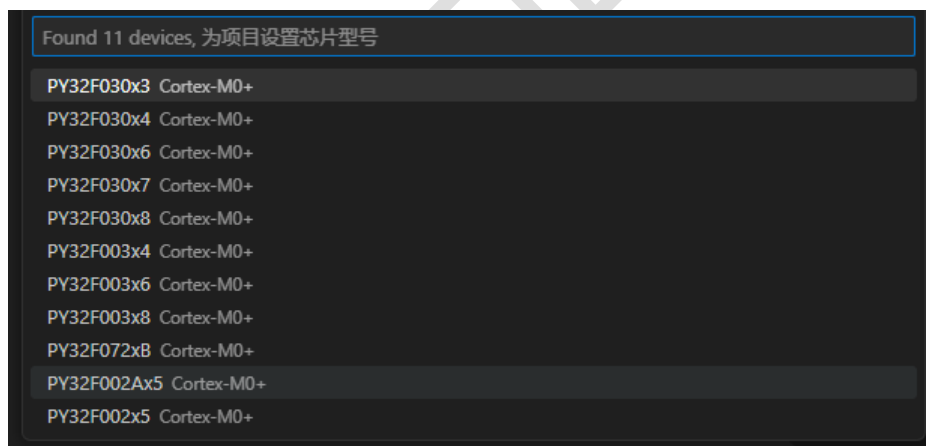 Found 11 devices, 为项目设置芯片型号
PY32F030x3 Cortex-M0+
PY32F030x4 Cortex-M0+
PY32F030x6 Cortex-M0+
PY32F030x7 Cortex-M0+
PY32F030x8 Cortex-M0+
PY32F003x4 Cortex-M0+
PY32F003x6 Cortex-M0+
PY32F003x8 Cortex-M0+
PY32F072xB Cortex-M0+
PY32F002Ax5 Cortex-M0+
PY32F002x5 Cortex-M0+